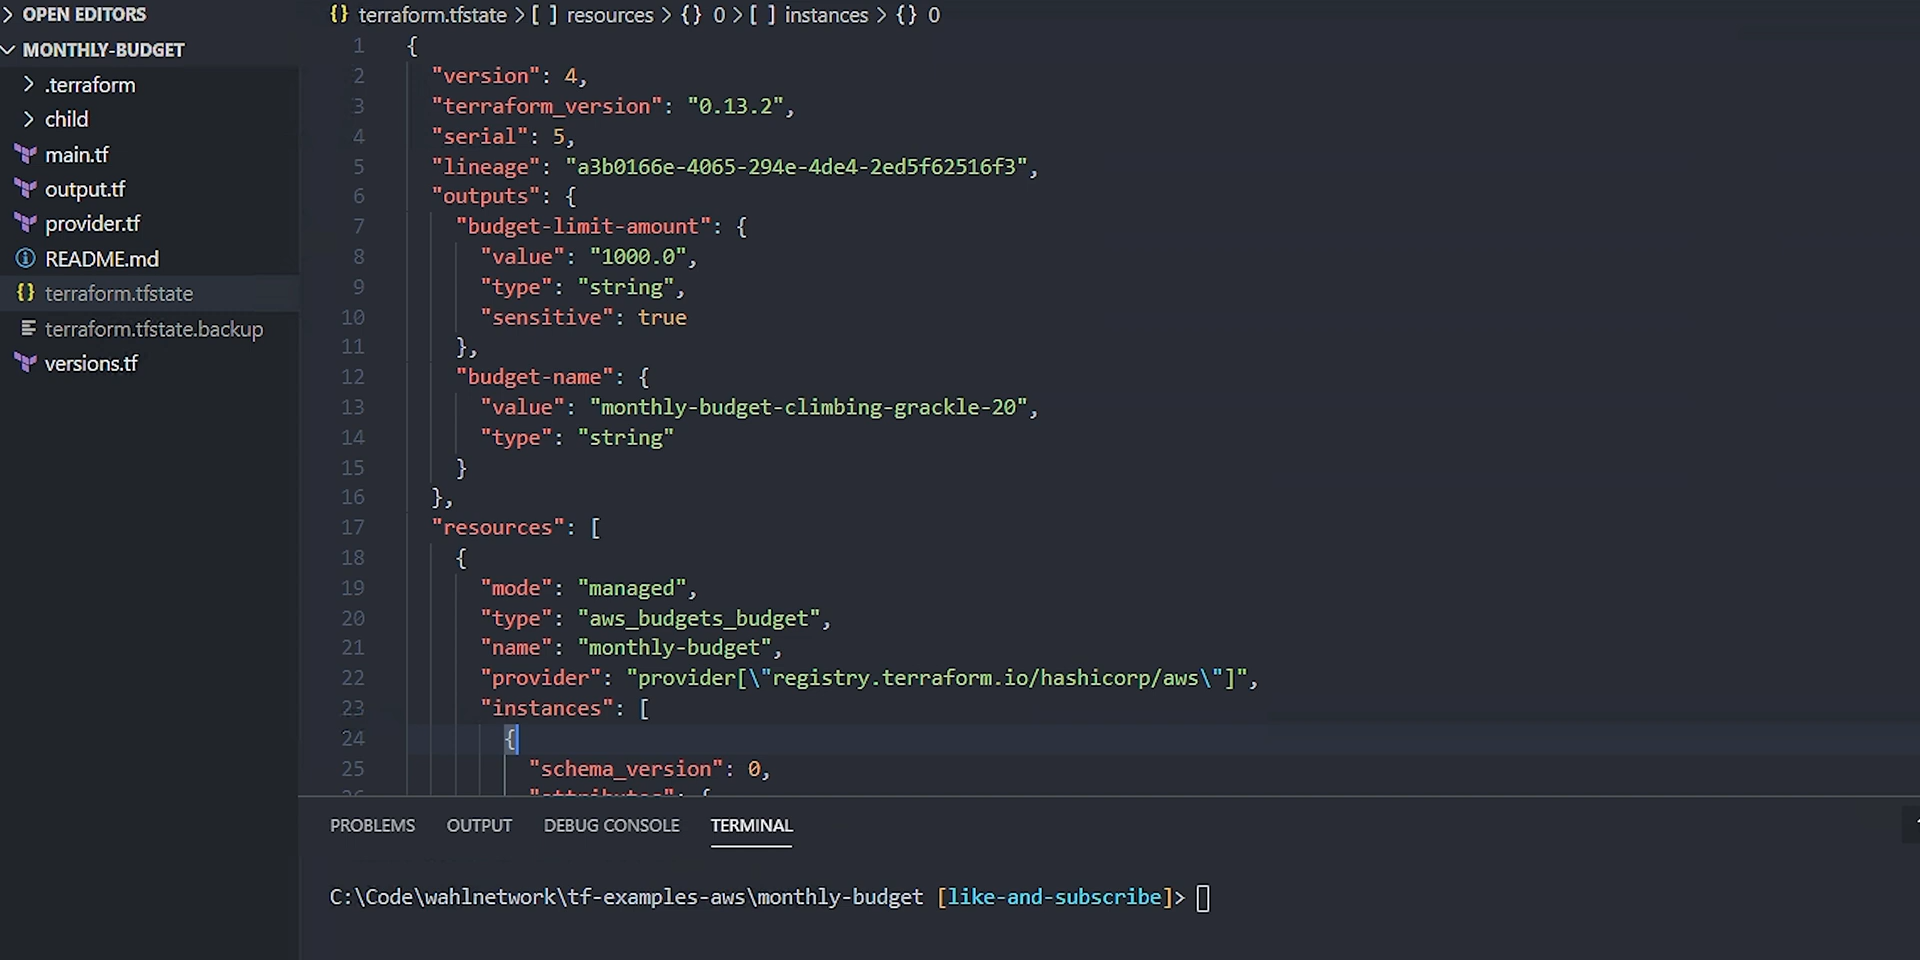 OPEN EDITORS
MONTHLY-BUDGET
.terraform
child
main.tf
output.tf
provider.tf
README.md
terraform.tfstate
terraform.tfstate.backup
versions.tf
{} terraform.tfstate > [ ] resources > {} 0 > [ ] instances > {} 0
1 {
2 "version": 4,
3 "terraform_version": "0.13.2",
4 "serial": 5,
5 "lineage": "a3b0166e-4065-294e-4de4-2ed5f62516f3",
6 "outputs": {
7 "budget-limit-amount": {
8 "value": "1000.0",
9 "type": "string",
10 "sensitive": true
11 },
12 "budget-name": {
13 "value": "monthly-budget-climbing-grackle-20",
14 "type": "string"
15 }
16 },
17 "resources": [
18 {
19 "mode": "managed",
20 "type": "aws_budgets_budget",
21 "name": "monthly-budget",
22 "provider": "provider[\"registry.terraform.io/hashicorp/aws\"]",
23 "instances": [
24 {
25 "schema_version": 0,
26 "attributes": {
PROBLEMS OUTPUT DEBUG CONSOLE TERMINAL
C:\Code\wahlnetwork\tf-examples-aws\monthly-budget [like-and-subscribe]>